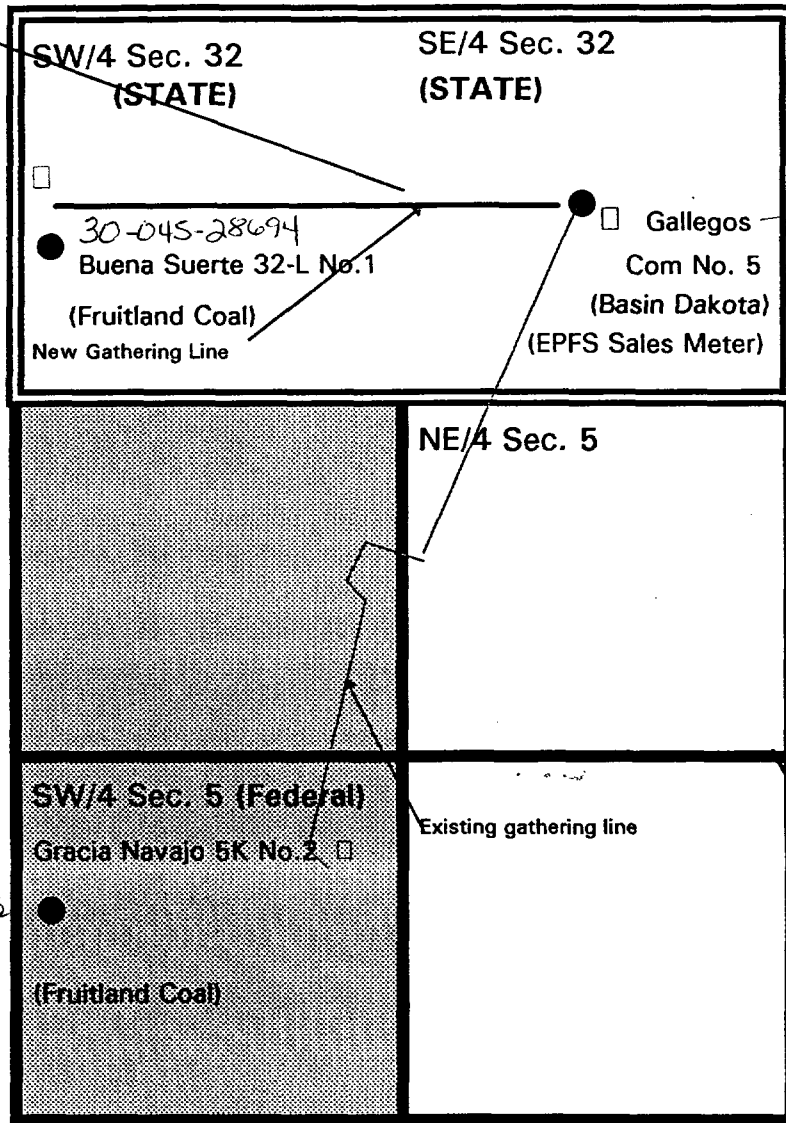 SW/4 Sec. 32
(STATE)
SE/4 Sec. 32
(STATE)
30-045-28694
Buena Suerte 32-L No.1
(Fruitland Coal)
New Gathering Line
Gallegos
Com No. 5
(Basin Dakota)
(EPFS Sales Meter)
NE/4 Sec. 5
SW/4 Sec. 5 (Federal)
Gracia Navajo 5K No.2
(Fruitland Coal)
Existing gathering line